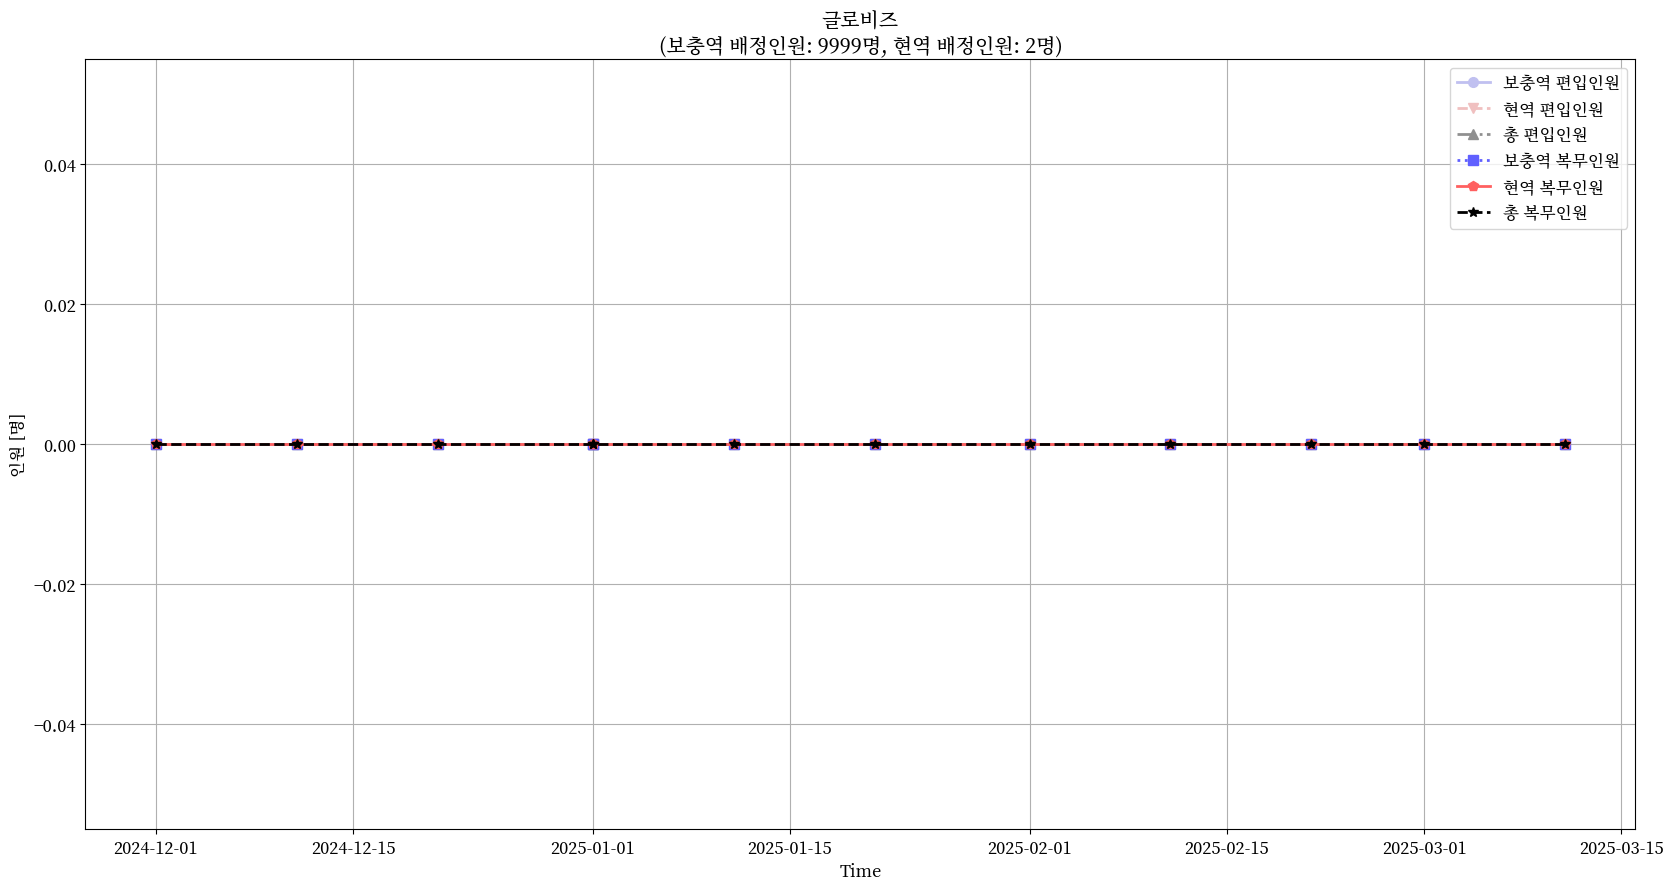 글로비즈
(보충역 배정인원: 9999명, 현역 배정인원: 2명)
보충역 편입인원
현역 편입인원
총 편입인원
보충역 복무인원
현역 복무인원
총 복무인원
인원 [명]
0.04
0.02
0.00
−0.02
−0.04
2024-12-01
2024-12-15
2025-01-01
2025-01-15
2025-02-01
2025-02-15
2025-03-01
2025-03-15
Time